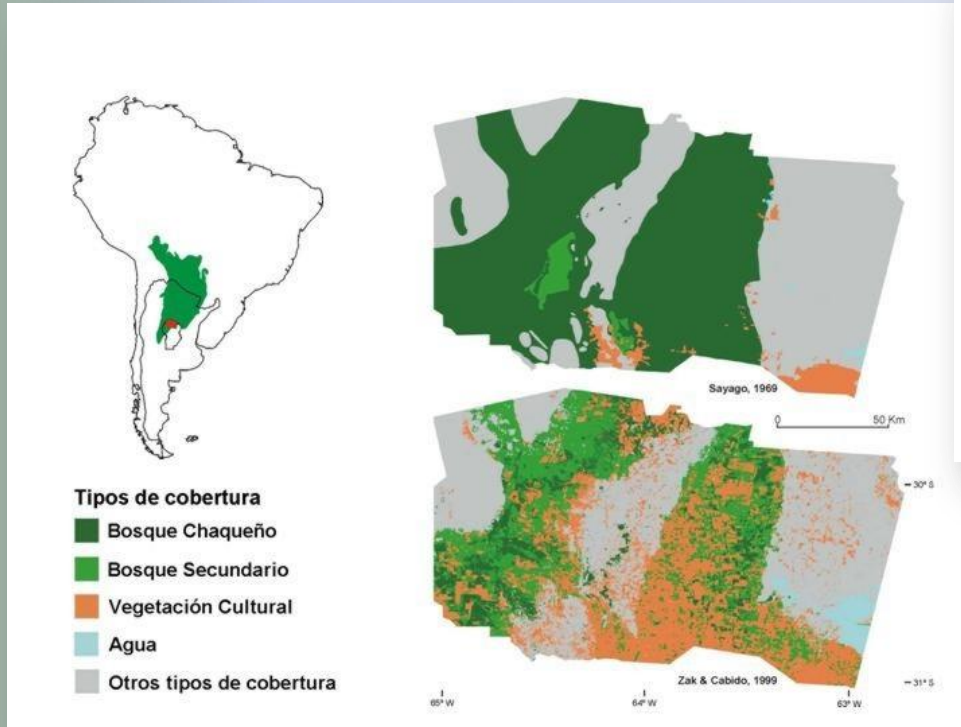 Sayago, 1969
0 50 Km
30° S
Tipos de cobertura
Bosque Chaqueño
Bosque Secundario
Vegetación Cultural
Agua
Otros tipos de cobertura
Zak & Cabido, 1999
31° S
65° W 64° W 63° W